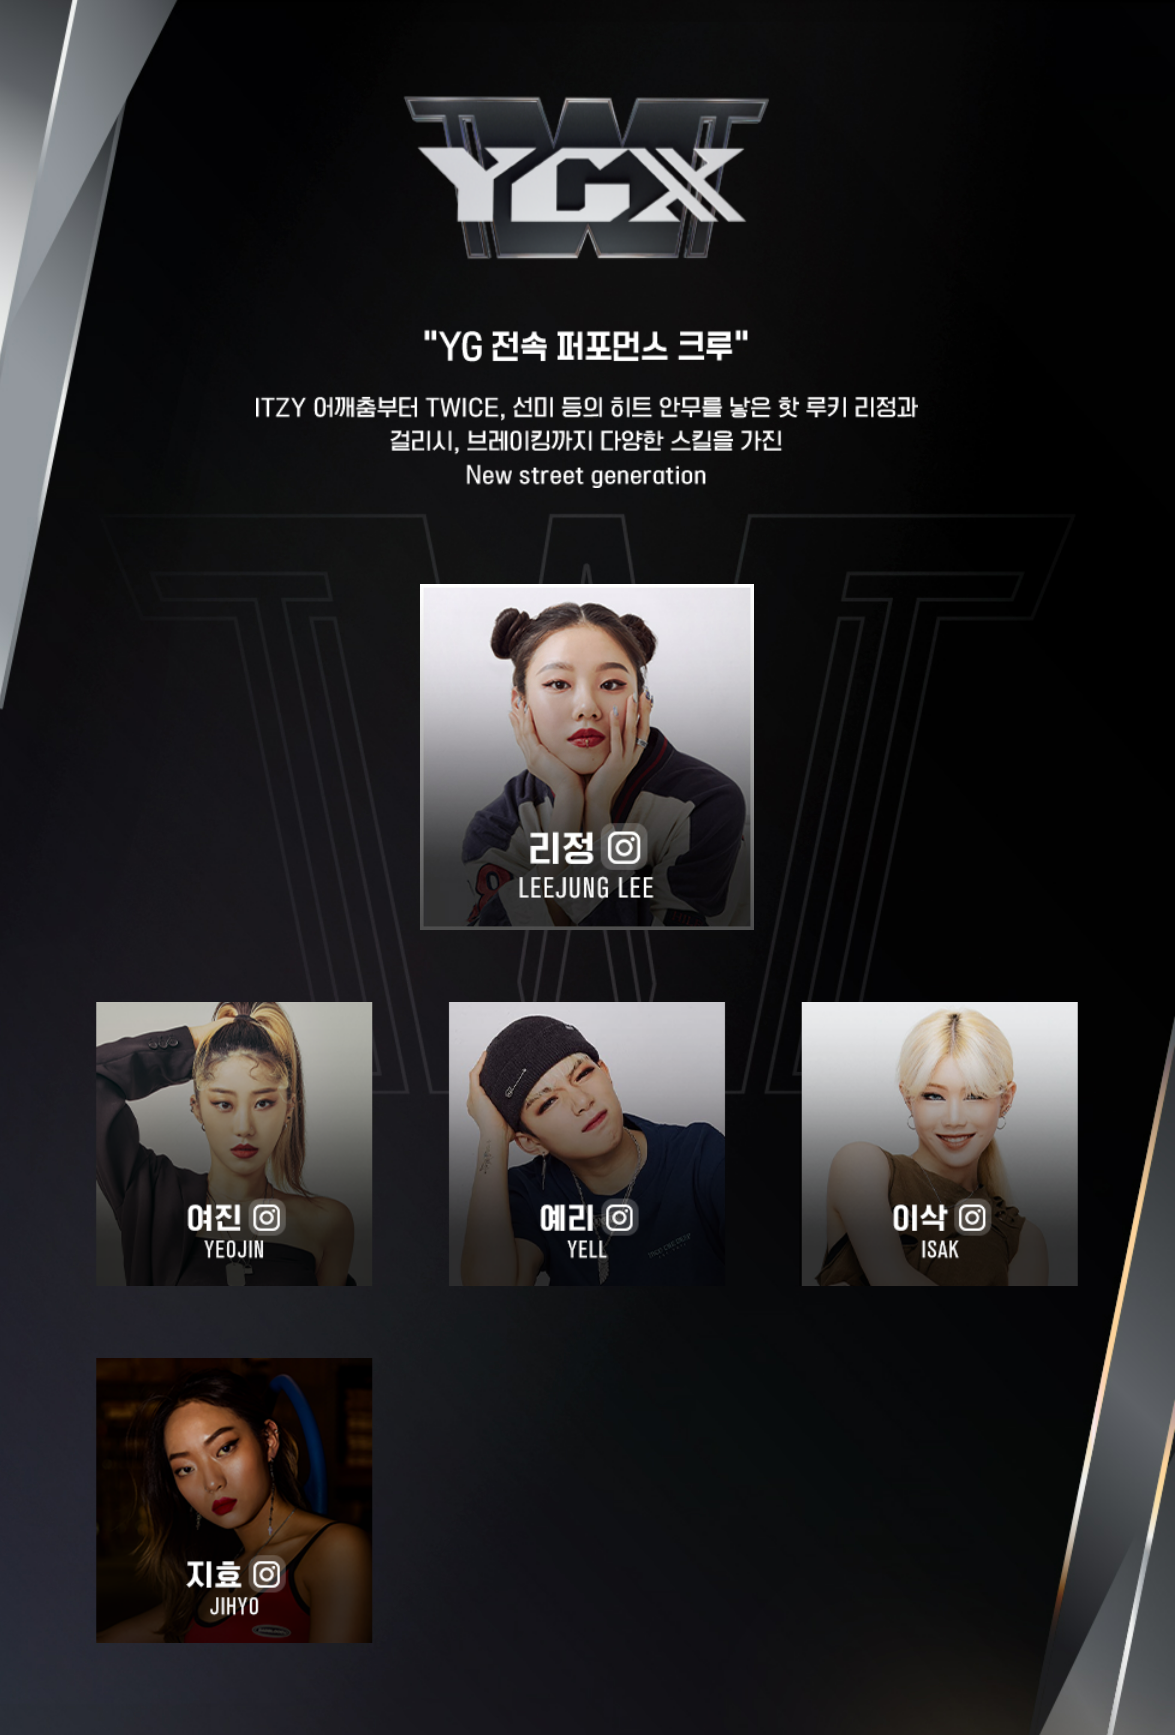 YGX
"YG 전속 퍼포먼스 크루"
ITZY 어깨춤부터 TWICE, 선미 등의 히트 안무를 낳은 핫 루키 리정과
걸리시, 브레이킹까지 다양한 스킬을 가진
New street generation
리정
LEEJUNG LEE
여진
YEOJIN
예리
YELL
이삭
ISAK
지효
JIHYO